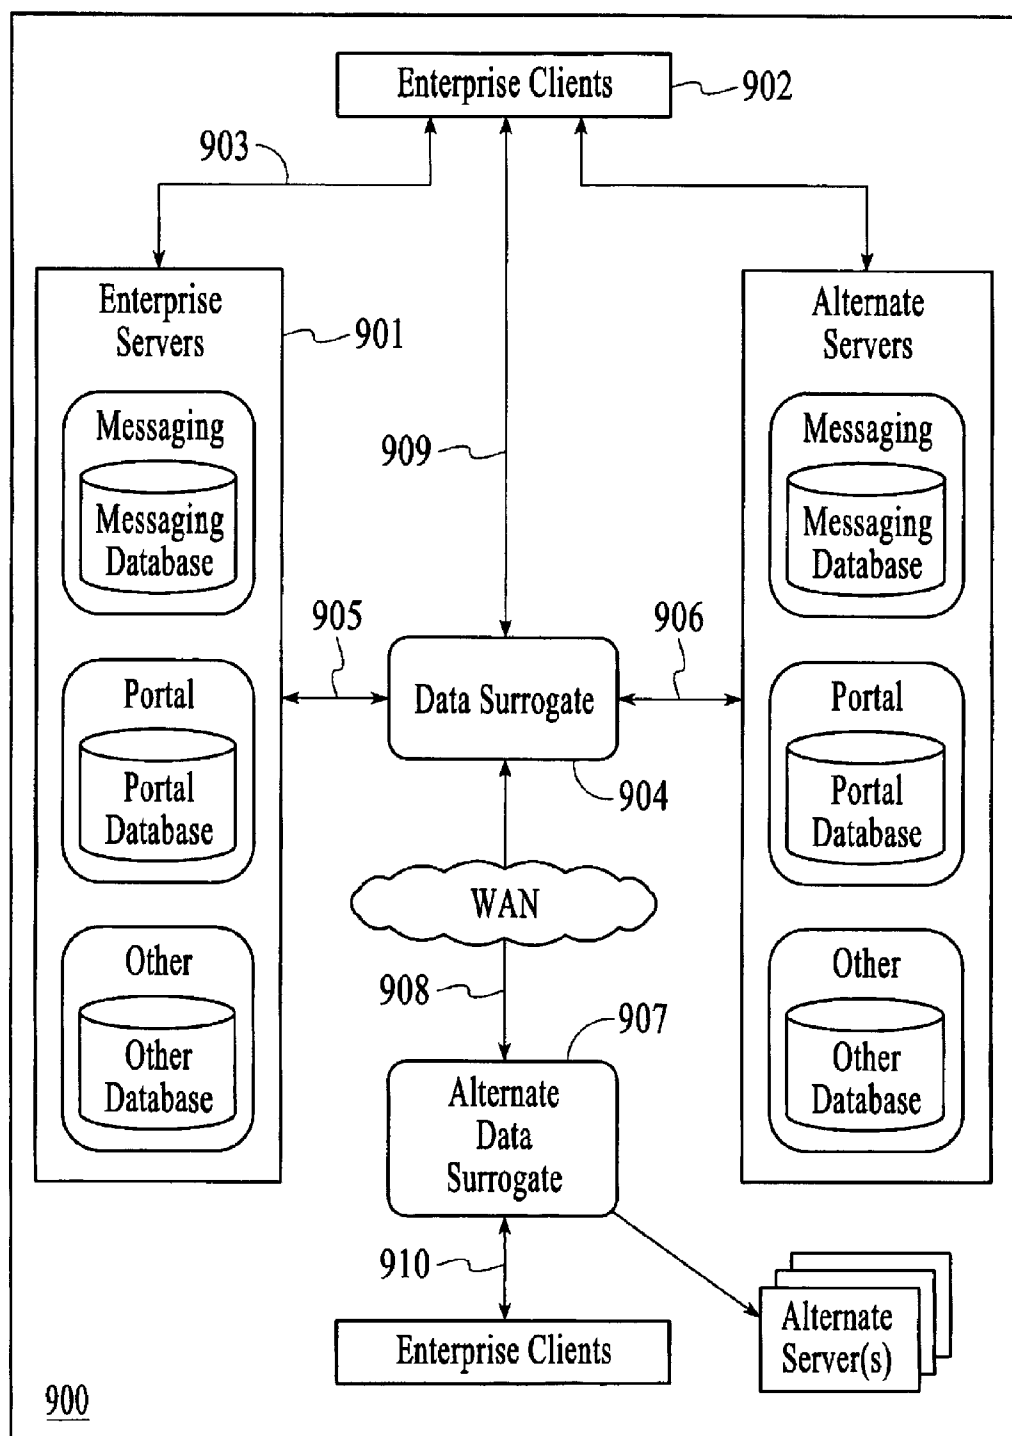 Enterprise Clients
902
903
Enterprise
Servers
901
Alternate
Servers
Messaging
Messaging
Database
909
Messaging
Messaging
Database
905
906
Data Surrogate
904
Portal
Portal
Database
Portal
Portal
Database
WAN
908
907
Other
Other
Database
Other
Other
Database
Alternate
Data
Surrogate
910
Enterprise Clients
Alternate
Server(s)
900